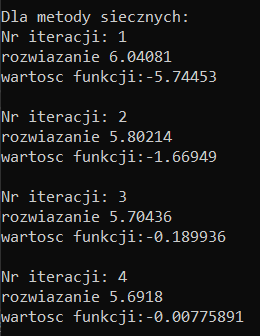 Dla metody siecznych:
Nr iteracji: 1
rozwiazanie 6.04081
wartosc funkcji:-5.74453
Nr iteracji: 2
rozwiazanie 5.80214
wartosc funkcji:-1.66949
Nr iteracji: 3
rozwiazanie 5.70436
wartosc funkcji:-0.189936
Nr iteracji: 4
rozwiazanie 5.6918
wartosc funkcji:-0.00775891